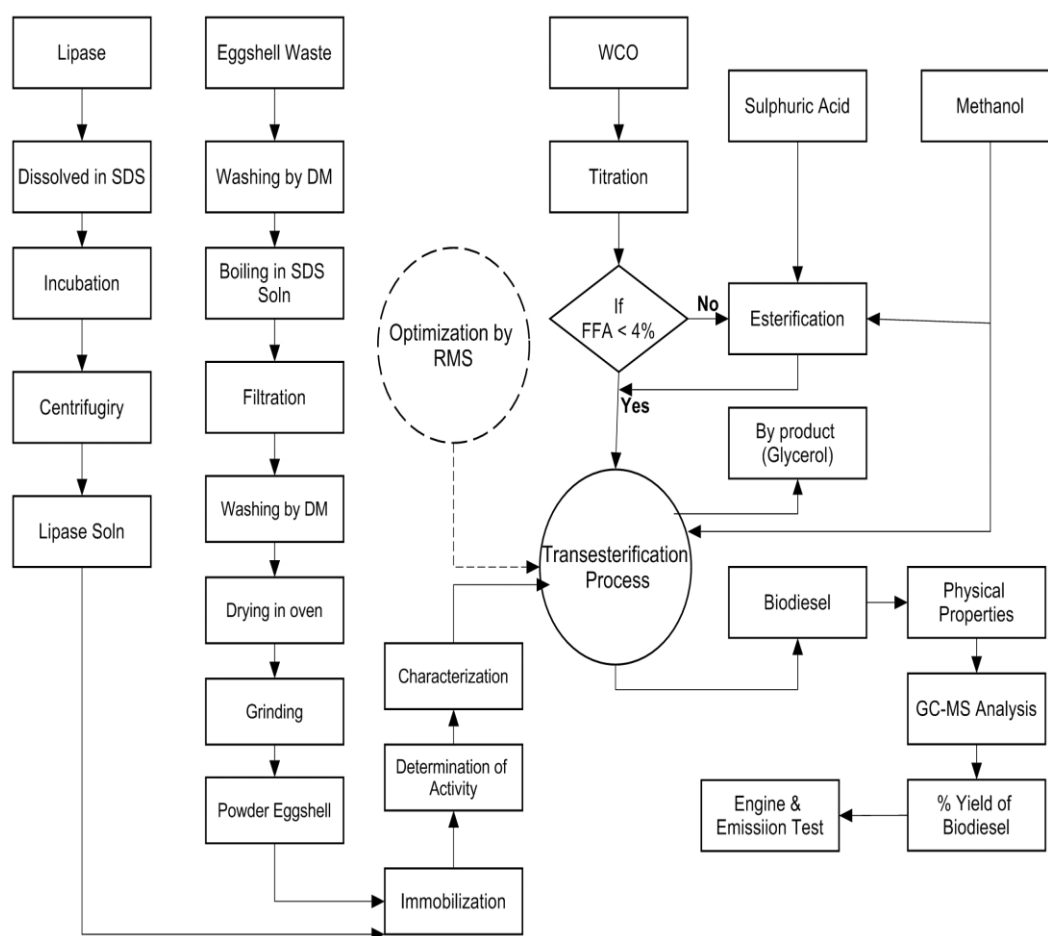 Lipase
Eggshell Waste
WCO
Sulphuric Acid
Methanol
Dissolved in SDS
Washing by DM
Titration
Incubation
Boiling in SDS
Soln
Optimization by
RMS
If
FFA < 4%
No
Esterification
Centrifugiry
Filtration
Yes
By product
(Glycerol)
Lipase Soln
Washing by DM
Transesterification
Process
Drying in oven
Biodiesel
Physical
Properties
Characterization
Grinding
GC-MS Analysis
Determination of
Activity
Powder Eggshell
Engine &
Emissiion Test
% Yield of
Biodiesel
Immobilization